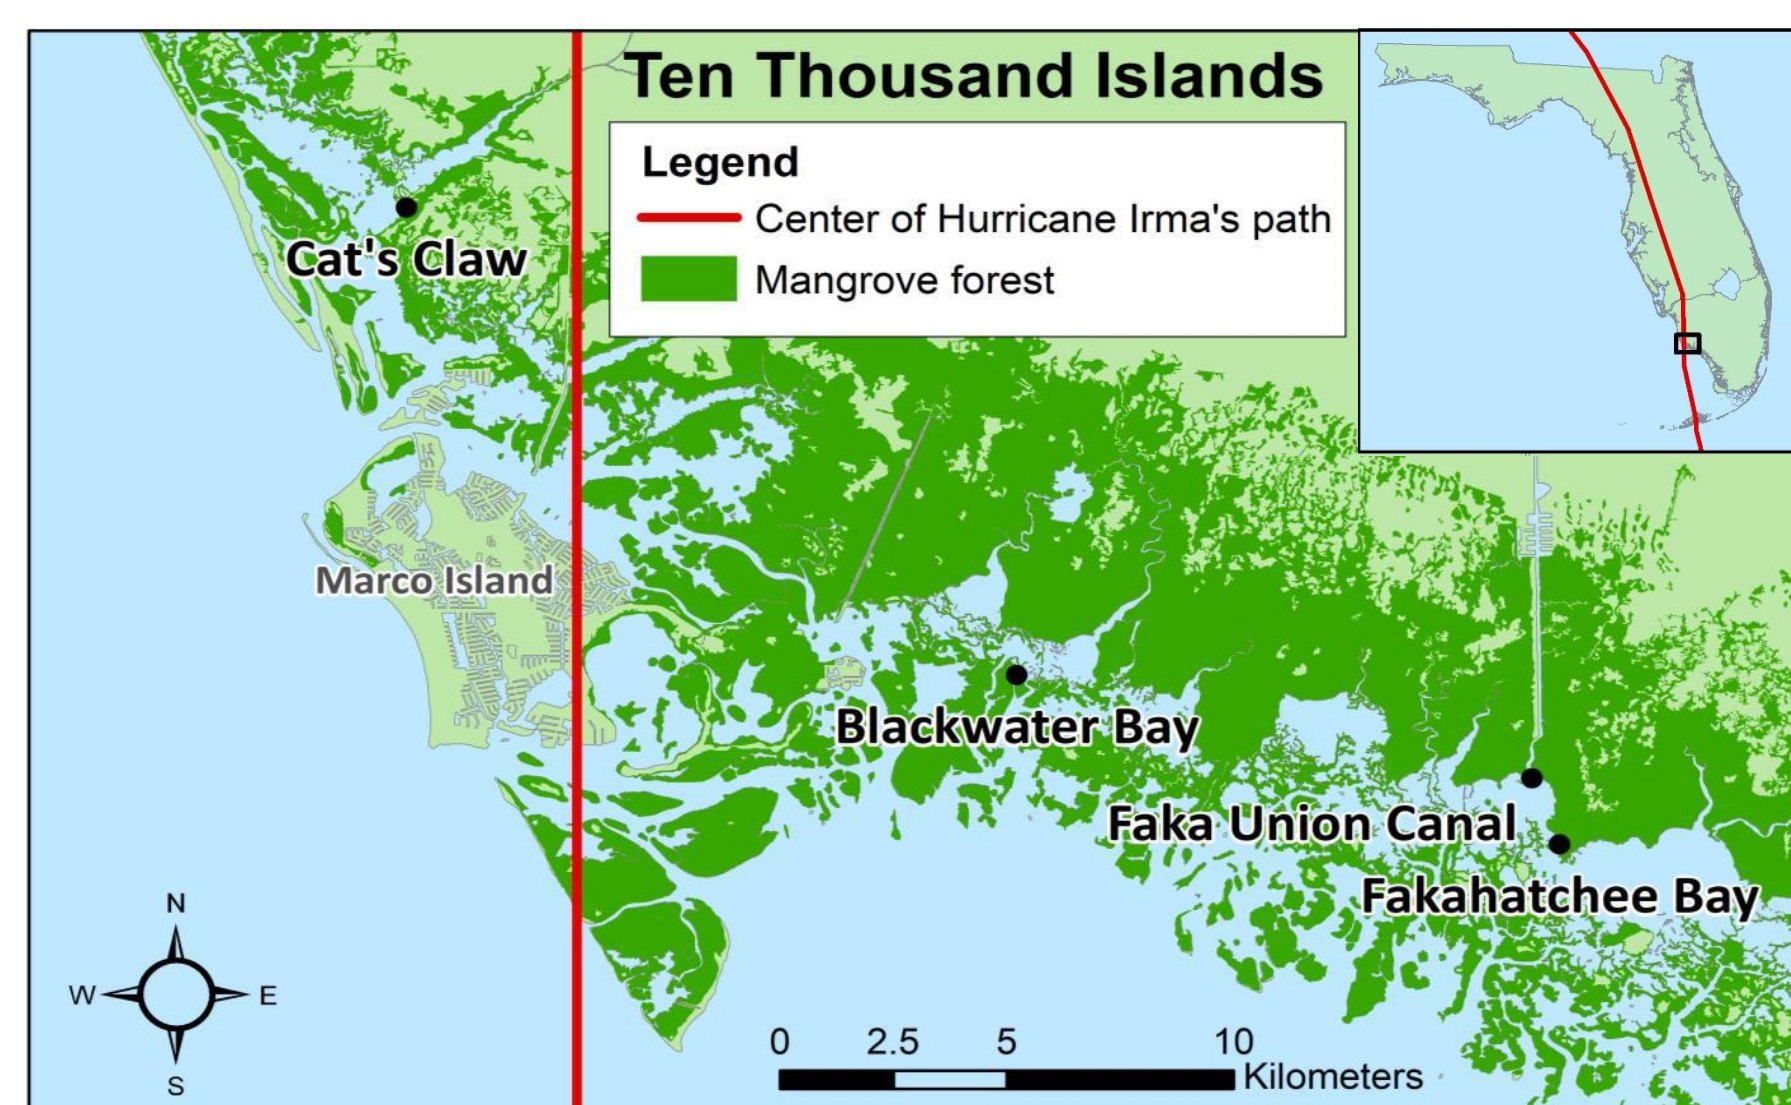 Ten Thousand Islands
Legend
Center of Hurricane Irma's path
Mangrove forest
Cat's Claw
Marco Island
Blackwater Bay
Faka Union Canal
Fakahatchee Bay
N
W E
S
0 2.5 5 10
Kilometers